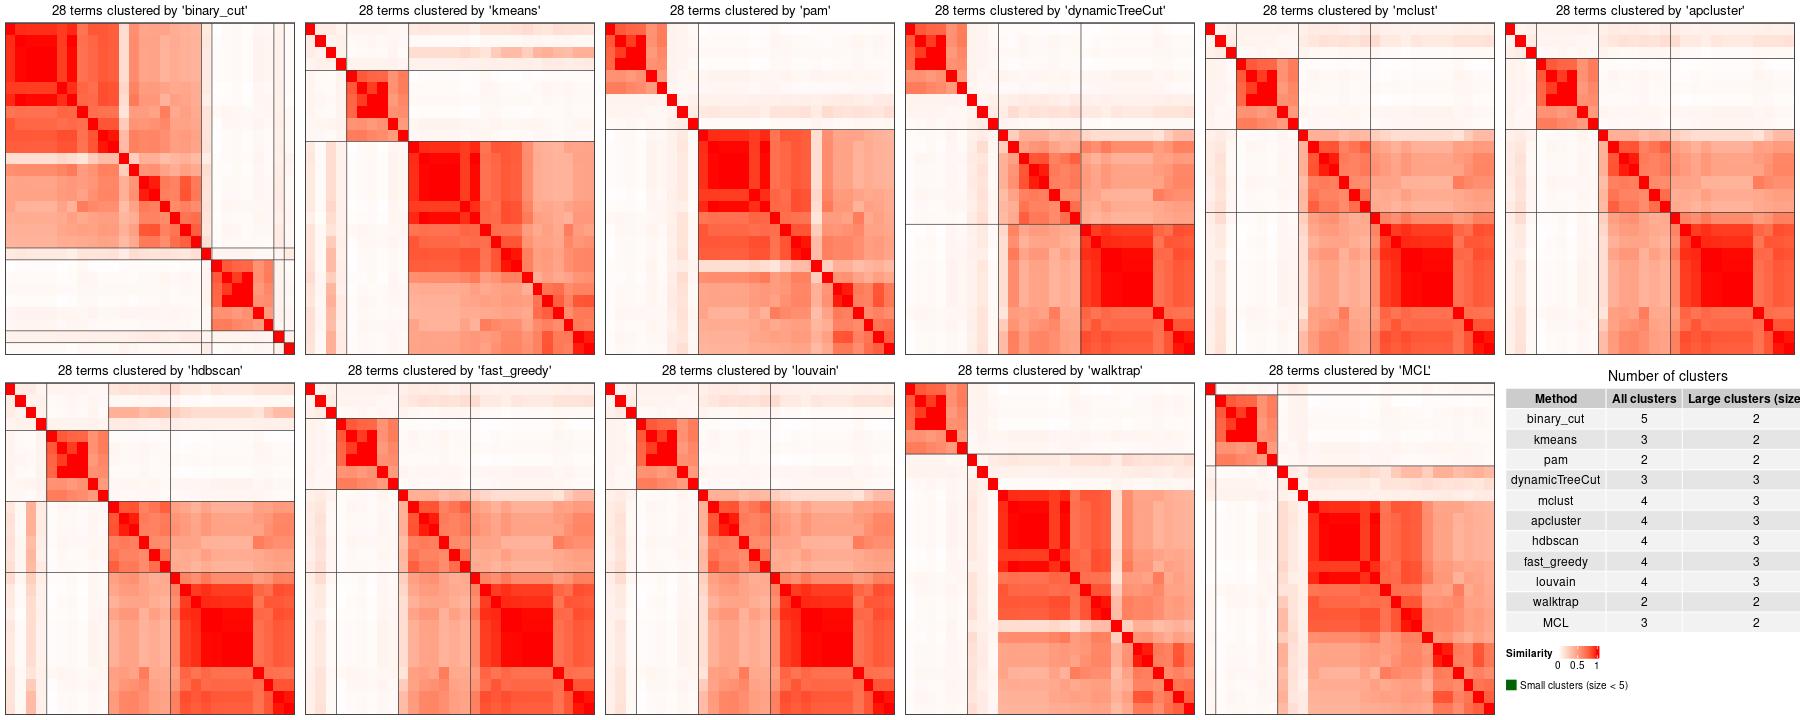 28 terms clustered by 'binary_cut'
28 terms clustered by 'kmeans'
28 terms clustered by 'pam'
28 terms clustered by 'dynamicTreeCut'
28 terms clustered by 'mclust'
28 terms clustered by 'apcluster'
28 terms clustered by 'hdbscan'
28 terms clustered by 'fast_greedy'
28 terms clustered by 'louvain'
28 terms clustered by 'walktrap'
28 terms clustered by 'MCL'
Number of clusters
Method All clusters Large clusters (size
binary_cut 5 2
kmeans 3 2
pam 2 2
dynamicTreeCut 3 3
mclust 4 3
apcluster 4 3
hdbscan 4 3
fast_greedy 4 3
louvain 4 3
walktrap 2 2
MCL 3 2
Similarity
0 0.5 1
Small clusters (size < 5)